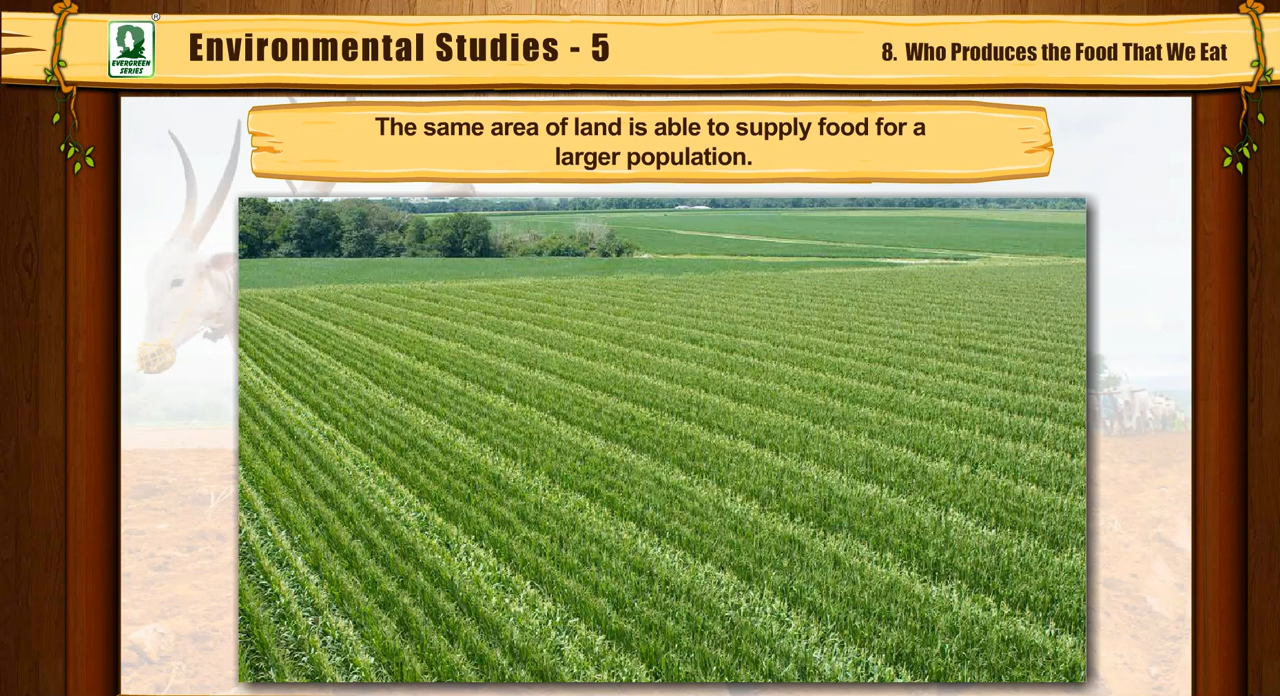 ®
EVERGREEN
SERIES
Environmental Studies - 5
8. Who Produces the Food That We Eat
The same area of land is able to supply food for a
larger population.